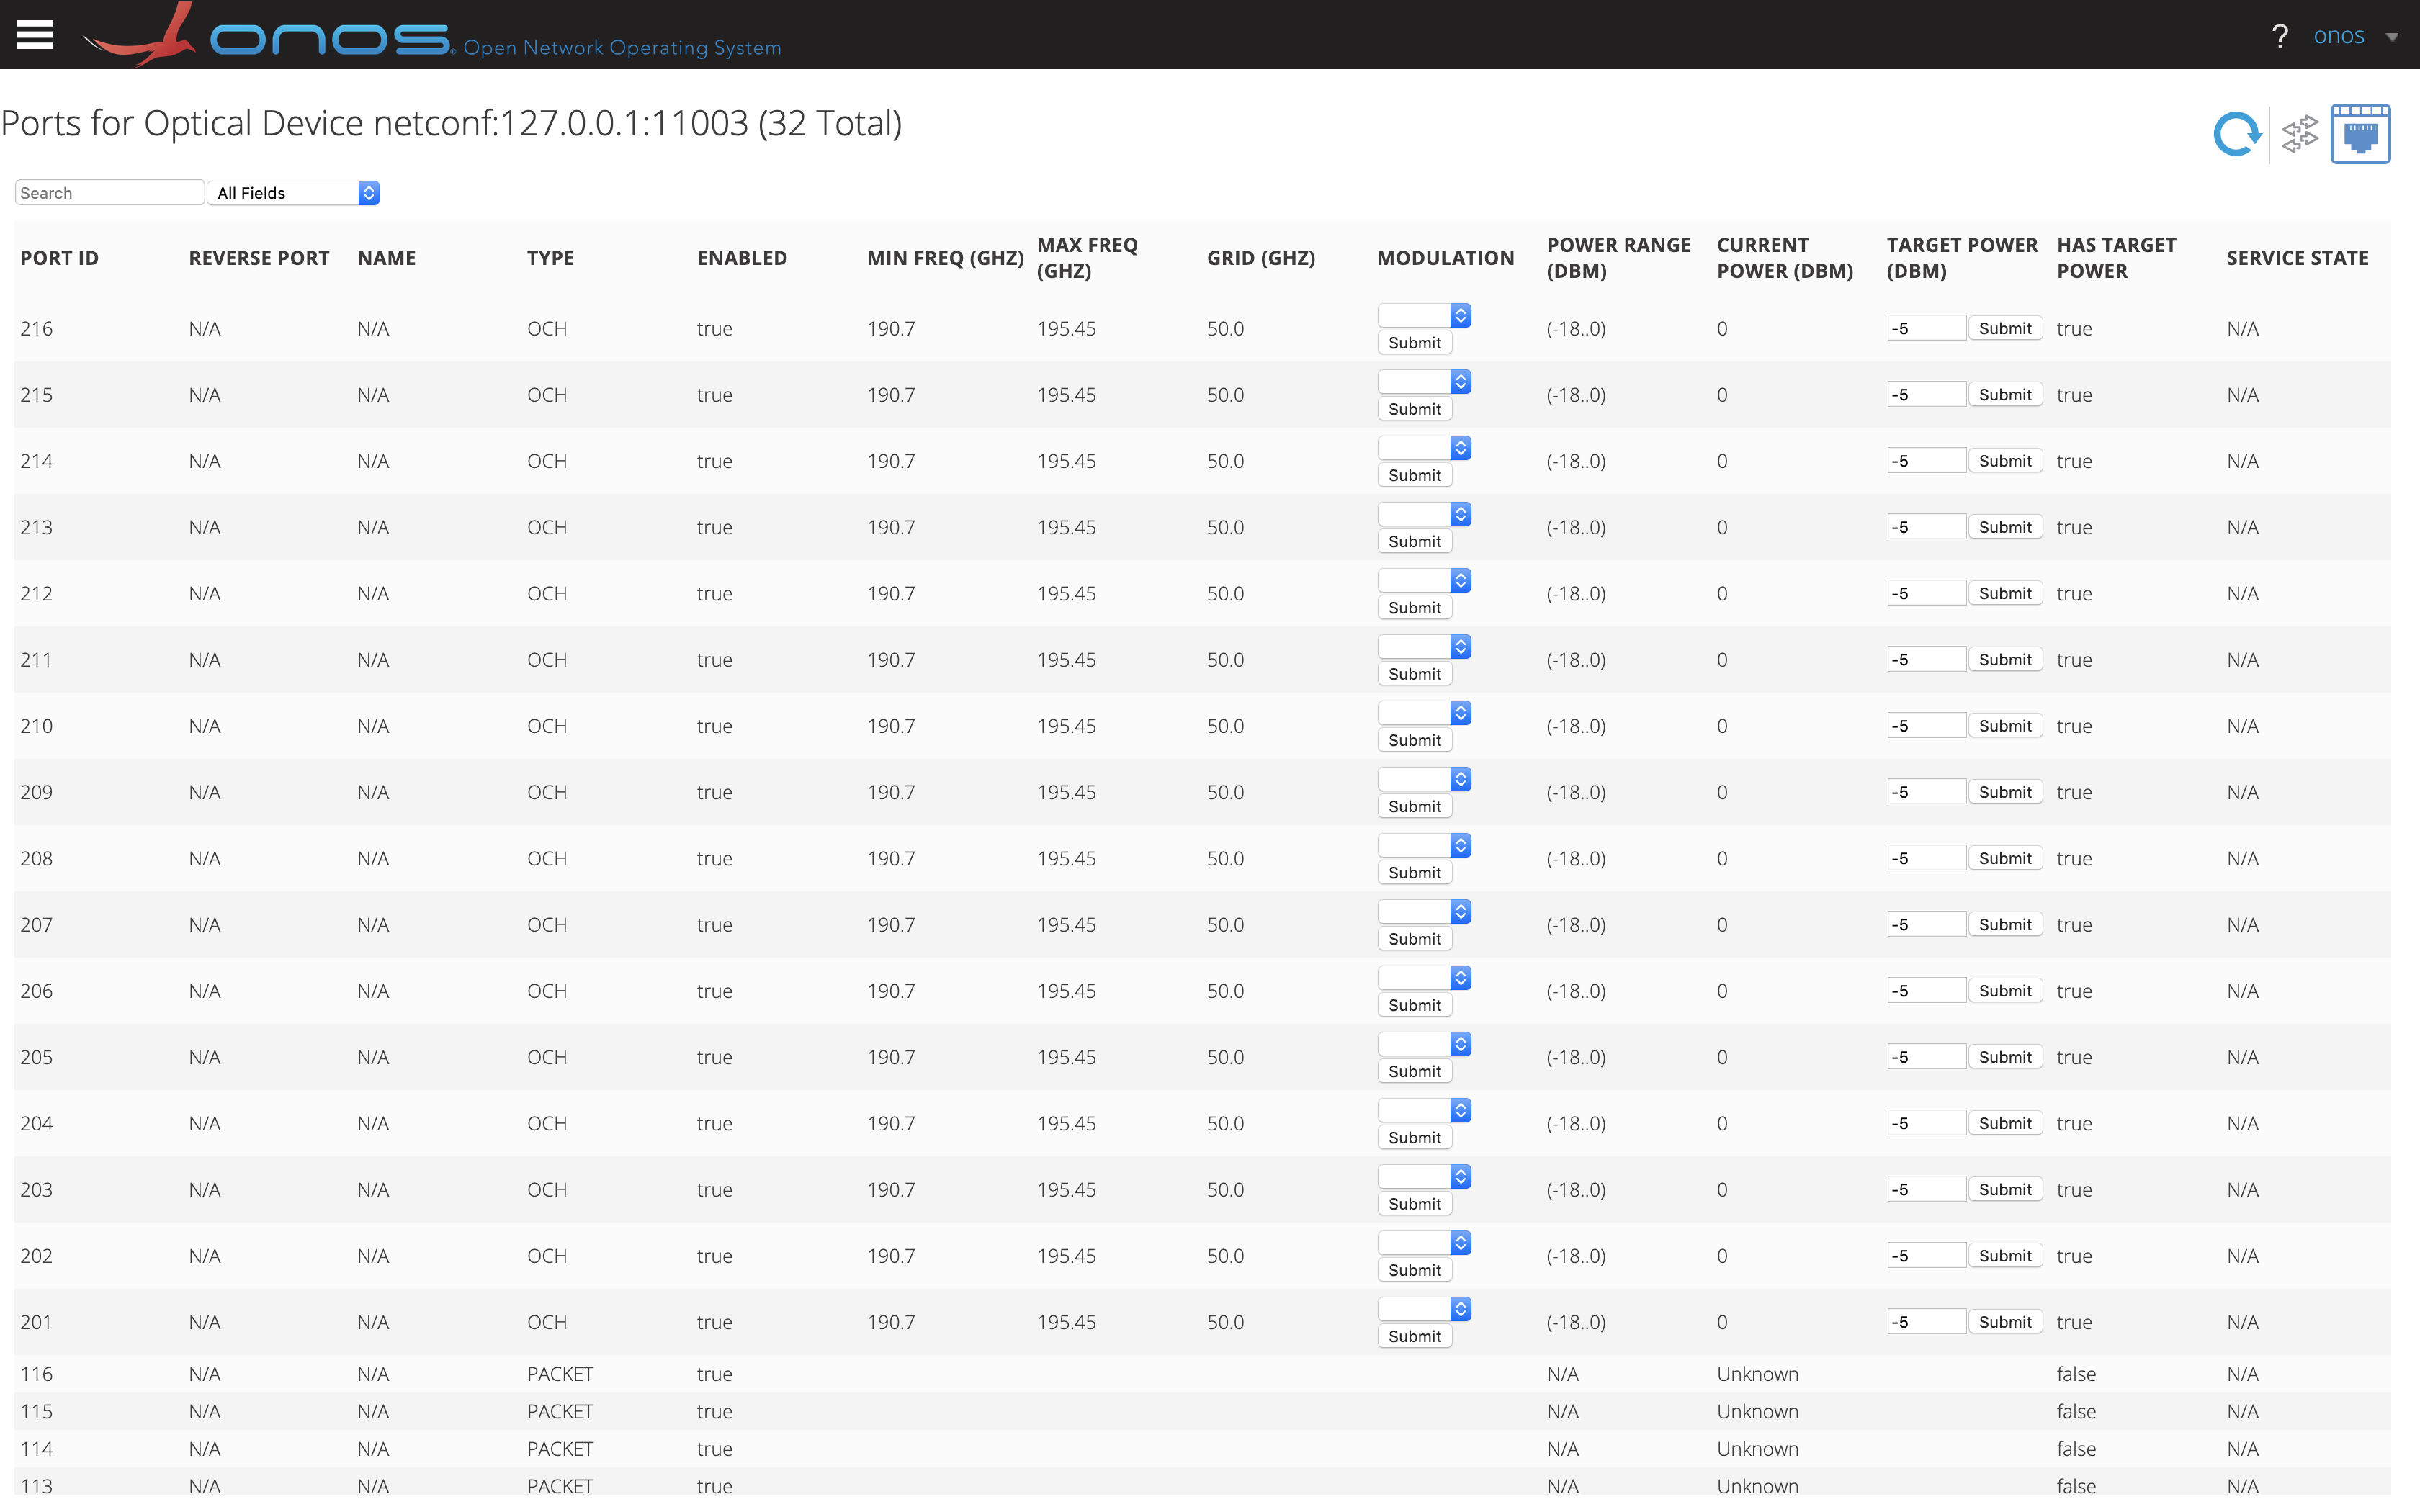 onos Open Network Operating System ? onos
Ports for Optical Device netconf:127.0.0.1:11003 (32 Total)
Search All Fields
PORT ID REVERSE PORT NAME TYPE ENABLED MIN FREQ (GHZ) MAX FREQ (GHZ) GRID (GHZ) MODULATION POWER RANGE (DBM) CURRENT POWER (DBM) TARGET POWER (DBM) HAS TARGET POWER SERVICE STATE
216 N/A N/A OCH true 190.7 195.45 50.0 Submit (-18..0) 0 -5 Submit true N/A
215 N/A N/A OCH true 190.7 195.45 50.0 Submit (-18..0) 0 -5 Submit true N/A
214 N/A N/A OCH true 190.7 195.45 50.0 Submit (-18..0) 0 -5 Submit true N/A
213 N/A N/A OCH true 190.7 195.45 50.0 Submit (-18..0) 0 -5 Submit true N/A
212 N/A N/A OCH true 190.7 195.45 50.0 Submit (-18..0) 0 -5 Submit true N/A
211 N/A N/A OCH true 190.7 195.45 50.0 Submit (-18..0) 0 -5 Submit true N/A
210 N/A N/A OCH true 190.7 195.45 50.0 Submit (-18..0) 0 -5 Submit true N/A
209 N/A N/A OCH true 190.7 195.45 50.0 Submit (-18..0) 0 -5 Submit true N/A
208 N/A N/A OCH true 190.7 195.45 50.0 Submit (-18..0) 0 -5 Submit true N/A
207 N/A N/A OCH true 190.7 195.45 50.0 Submit (-18..0) 0 -5 Submit true N/A
206 N/A N/A OCH true 190.7 195.45 50.0 Submit (-18..0) 0 -5 Submit true N/A
205 N/A N/A OCH true 190.7 195.45 50.0 Submit (-18..0) 0 -5 Submit true N/A
204 N/A N/A OCH true 190.7 195.45 50.0 Submit (-18..0) 0 -5 Submit true N/A
203 N/A N/A OCH true 190.7 195.45 50.0 Submit (-18..0) 0 -5 Submit true N/A
202 N/A N/A OCH true 190.7 195.45 50.0 Submit (-18..0) 0 -5 Submit true N/A
201 N/A N/A OCH true 190.7 195.45 50.0 Submit (-18..0) 0 -5 Submit true N/A
116 N/A N/A PACKET true N/A Unknown false N/A
115 N/A N/A PACKET true N/A Unknown false N/A
114 N/A N/A PACKET true N/A Unknown false N/A
113 N/A N/A PACKET true N/A Unknown false N/A